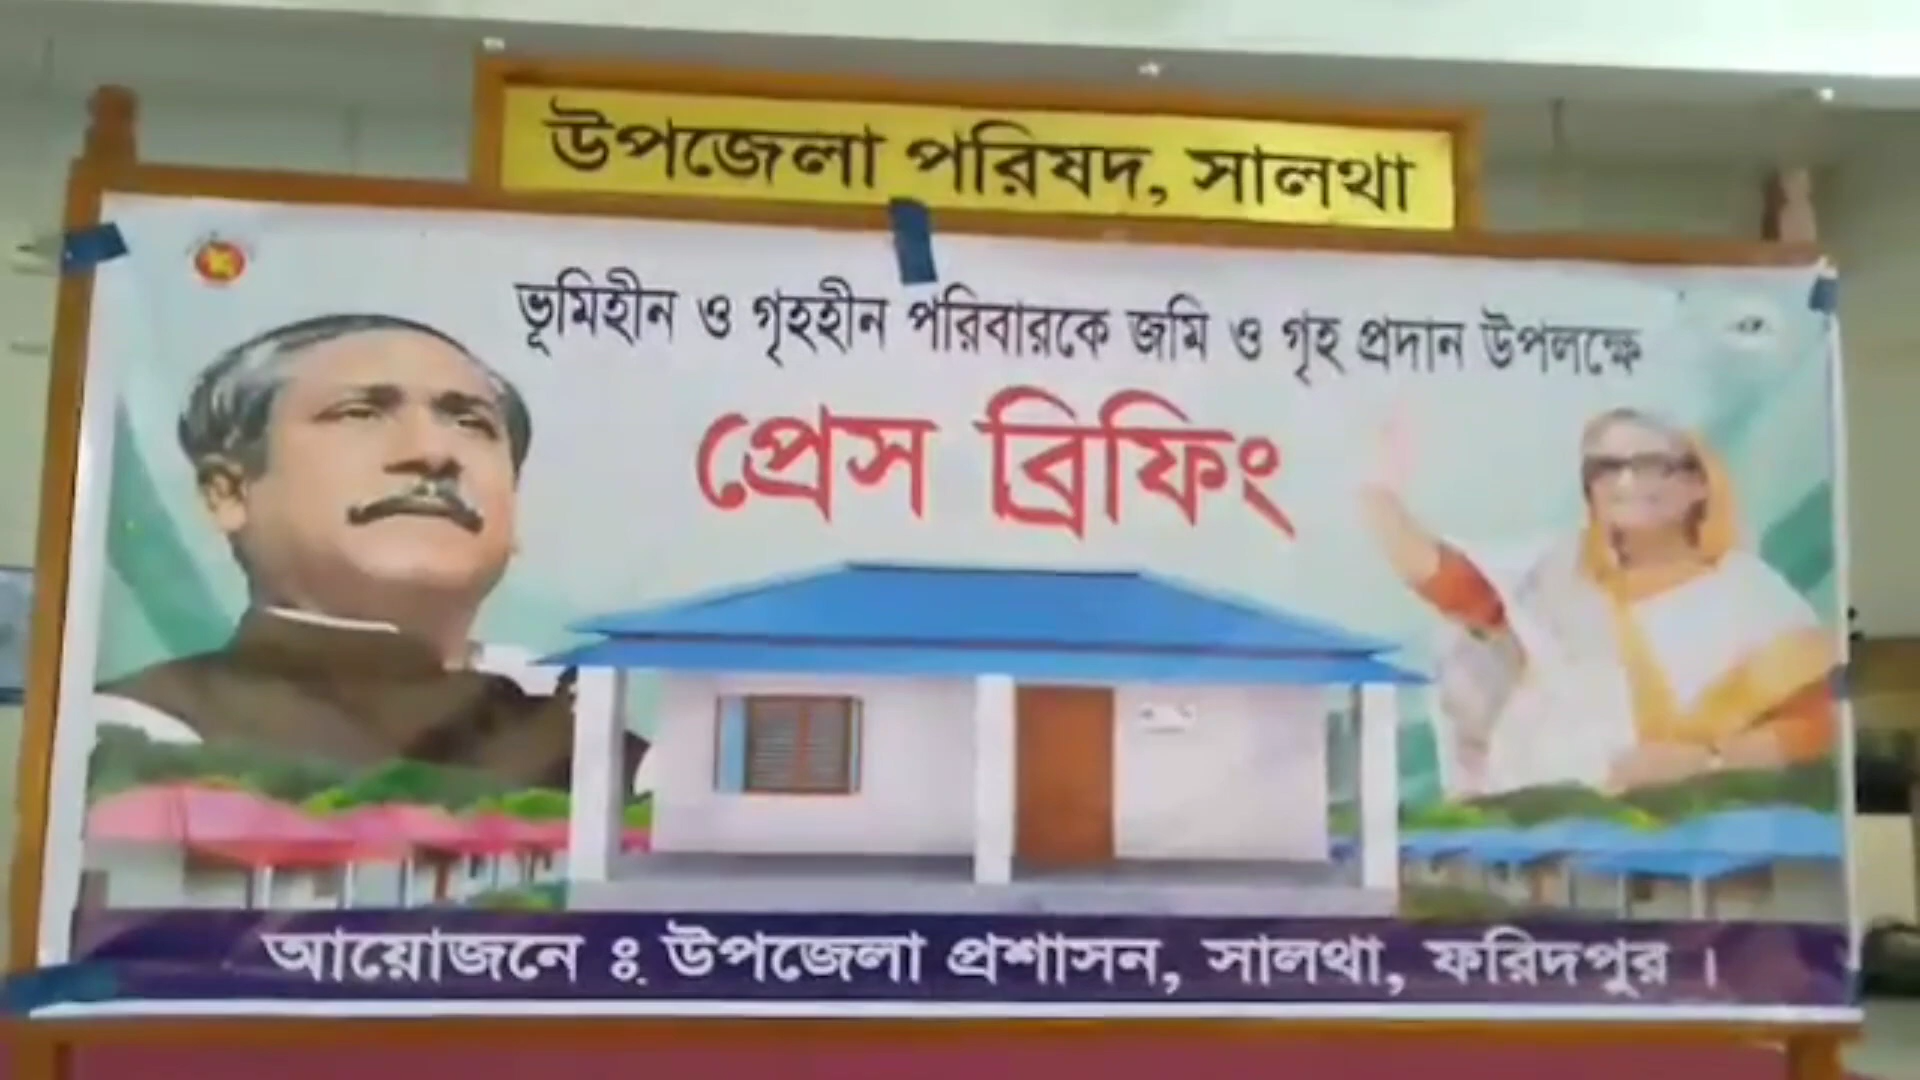 উপজেলা পরিষদ, সালথা
ভূমিহীন ও গৃহহীন পরিবারকে জমি ও গৃহ প্রদান উপলক্ষে
প্রেস ব্রিফিং
আয়োজনে ঃ উপজেলা প্রশাসন, সালথা, ফরিদপুর ।